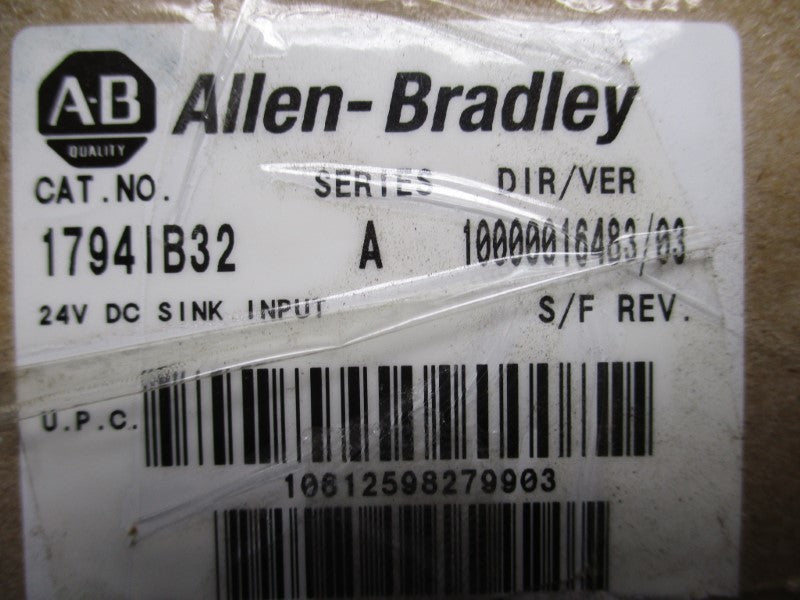 A-B Allen-Bradley
QUALITY
CAT.NO. SERIES DIR/VER
1794IB32 A 10000016483/03
24V DC SINK INPUT S/F REV.
U.P.C.
10612598279903